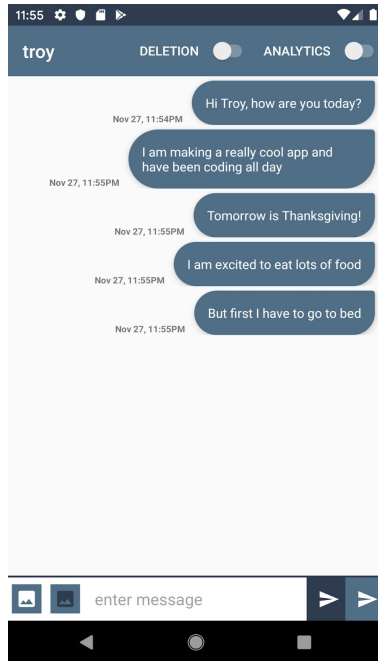 11:55
troy DELETION ANALYTICS
Hi Troy, how are you today?
Nov 27, 11:54PM
I am making a really cool app and
have been coding all day
Nov 27, 11:55PM
Tomorrow is Thanksgiving!
Nov 27, 11:55PM
I am excited to eat lots of food
Nov 27, 11:55PM
But first I have to go to bed
Nov 27, 11:55PM
enter message